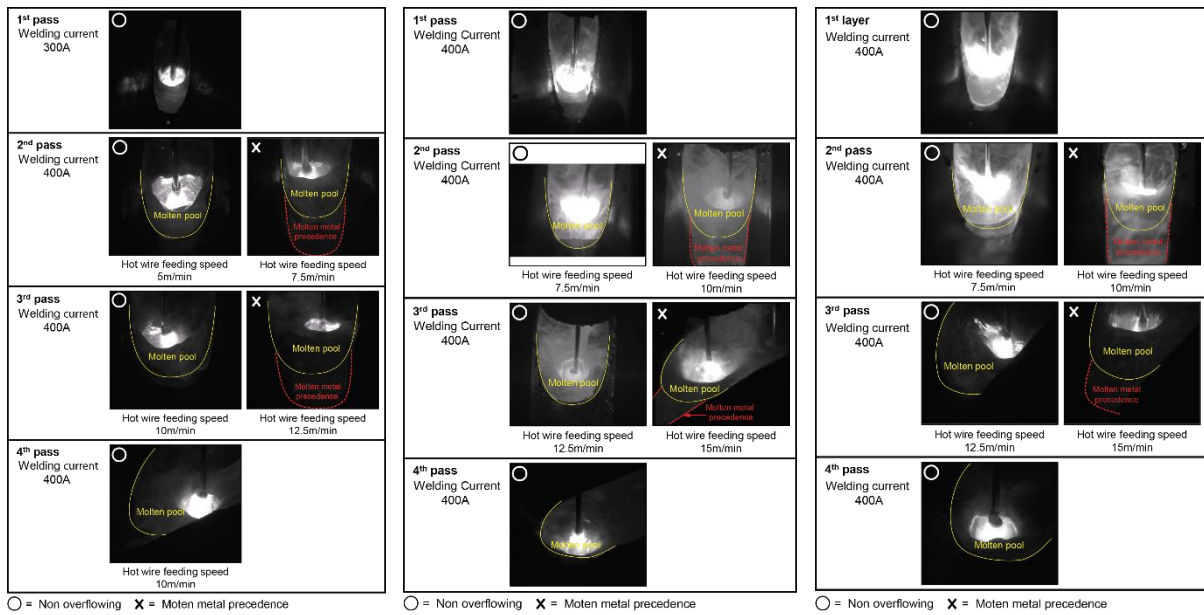 1st pass
Welding current
300A
2nd pass
Welding current
400A
Molten pool
Hot wire feeding speed
5m/min
Molten pool
Molten metal
precedence
Hot wire feeding speed
7.5m/min
3rd pass
Welding current
400A
Molten pool
Hot wire feeding speed
10m/min
Molten pool
Molten metal
precedence
Hot wire feeding speed
12.5m/min
4th pass
Welding current
400A
Molten pool
Hot wire feeding speed
10m/min
= Non overflowing X = Moten metal precedence
1st pass
Welding Current
400A
2nd pass
Welding Current
400A
Molten pool
Hot wire feeding speed
7.5m/min
Molten pool
Molten metal
precedence
Hot wire feeding speed
10m/min
3rd pass
Welding Current
400A
Molten pool
Hot wire feeding speed
12.5m/min
Molten pool
Molten metal
precedence
Hot wire feeding speed
15m/min
4th pass
Welding Current
400A
Molten pool
= Non overflowing X = Moten metal precedence
1st layer
Welding current
400A
2nd pass
Welding current
400A
Molten pool
Hot wire feeding speed
7.5m/min
Molten pool
Molten metal
precedence
Hot wire feeding speed
10m/min
3rd pass
Welding current
400A
Molten pool
Hot wire feeding speed
12.5m/min
Molten pool
Molten metal
precedence
Hot wire feeding speed
15m/min
4th pass
Welding current
400A
Molten pool
= Non overflowing X = Moten metal precedence